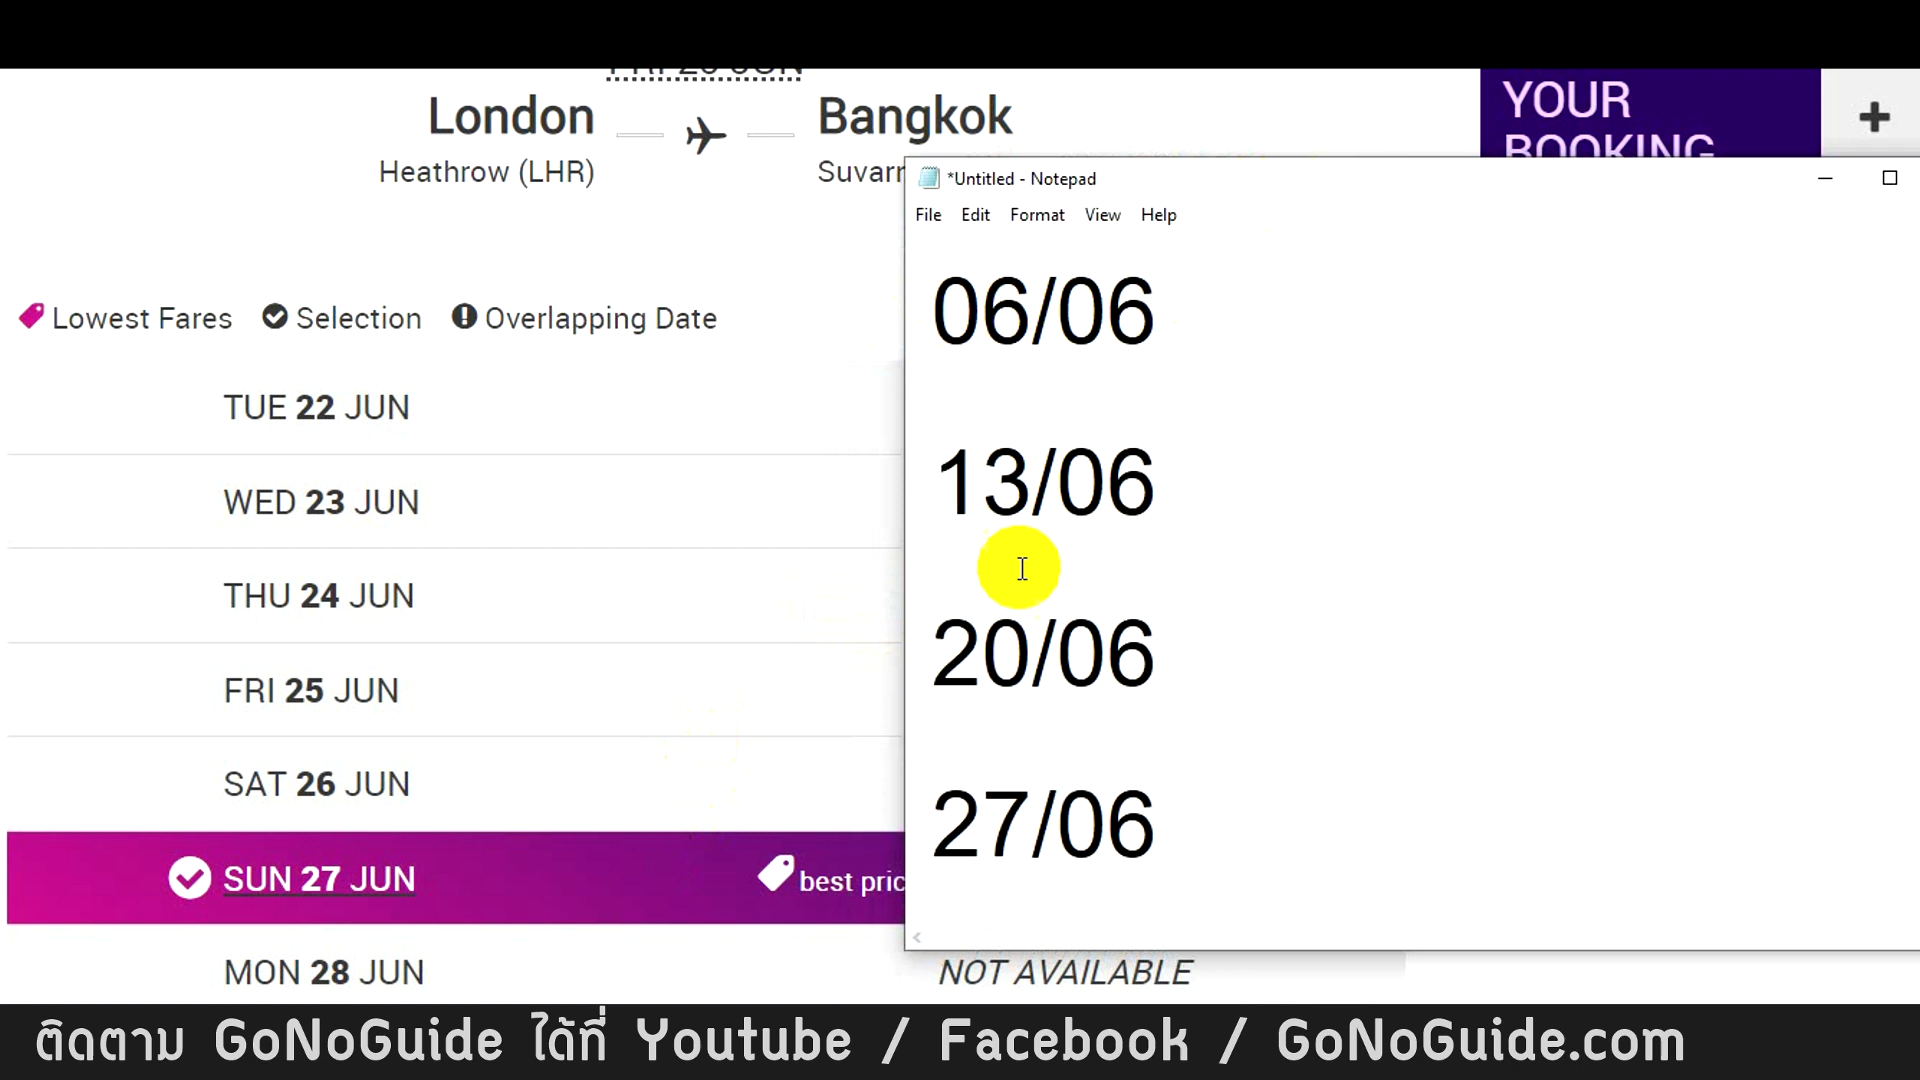 London
Bangkok
Heathrow (LHR)
YOUR
BOOKING
*Untitled - Notepad
File Edit Format View Help
Lowest Fares Selection Overlapping Date
TUE 22 JUN
WED 23 JUN
THU 24 JUN
FRI 25 JUN
SAT 26 JUN
SUN 27 JUN
best
MON 28 JUN
NOT AVAILABLE
06/06
13/06
20/06
27/06
ติดตาม GoNoGuide ได้ที่ Youtube / Facebook / GoNoGuide.com